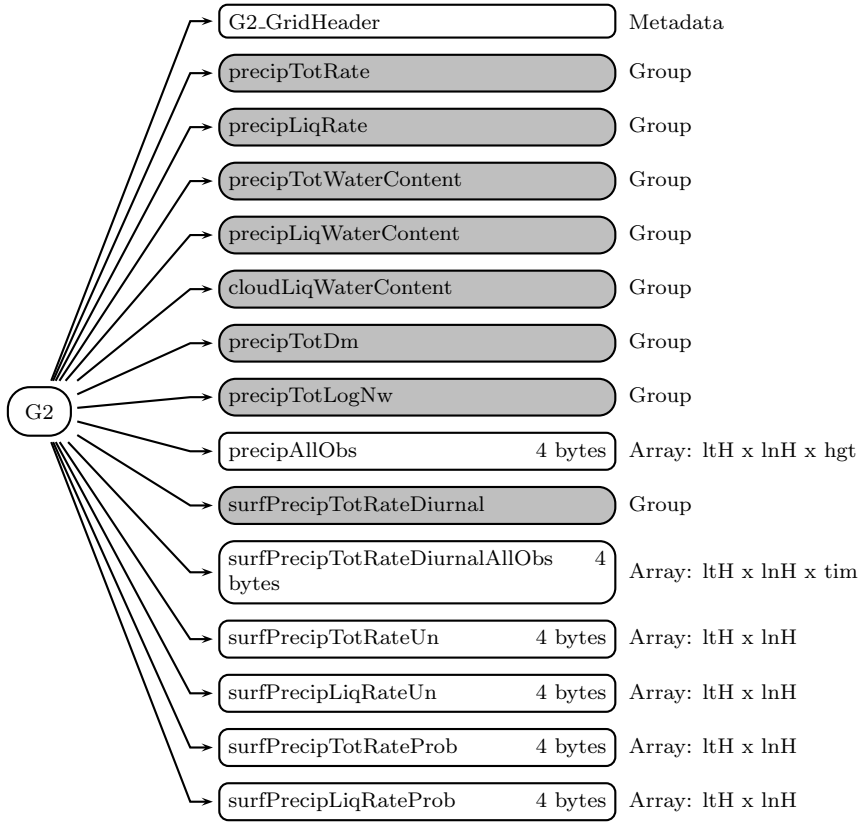 G2_GridHeader Metadata
precipTotRate Group
precipLiqRate Group
precipTotWaterContent Group
precipLiqWaterContent Group
cloudLiqWaterContent Group
precipTotDm Group
precipTotLogNw Group
G2
precipAllObs 4 bytes Array: ltH x lnH x hgt
surfPrecipTotRateDiurnal Group
surfPrecipTotRateDiurnalAllObs 4
bytes
Array: ltH x lnH x tim
surfPrecipTotRateUn 4 bytes Array: ltH x lnH
surfPrecipLiqRateUn 4 bytes Array: ltH x lnH
surfPrecipTotRateProb 4 bytes Array: ltH x lnH
surfPrecipLiqRateProb 4 bytes Array: ltH x lnH